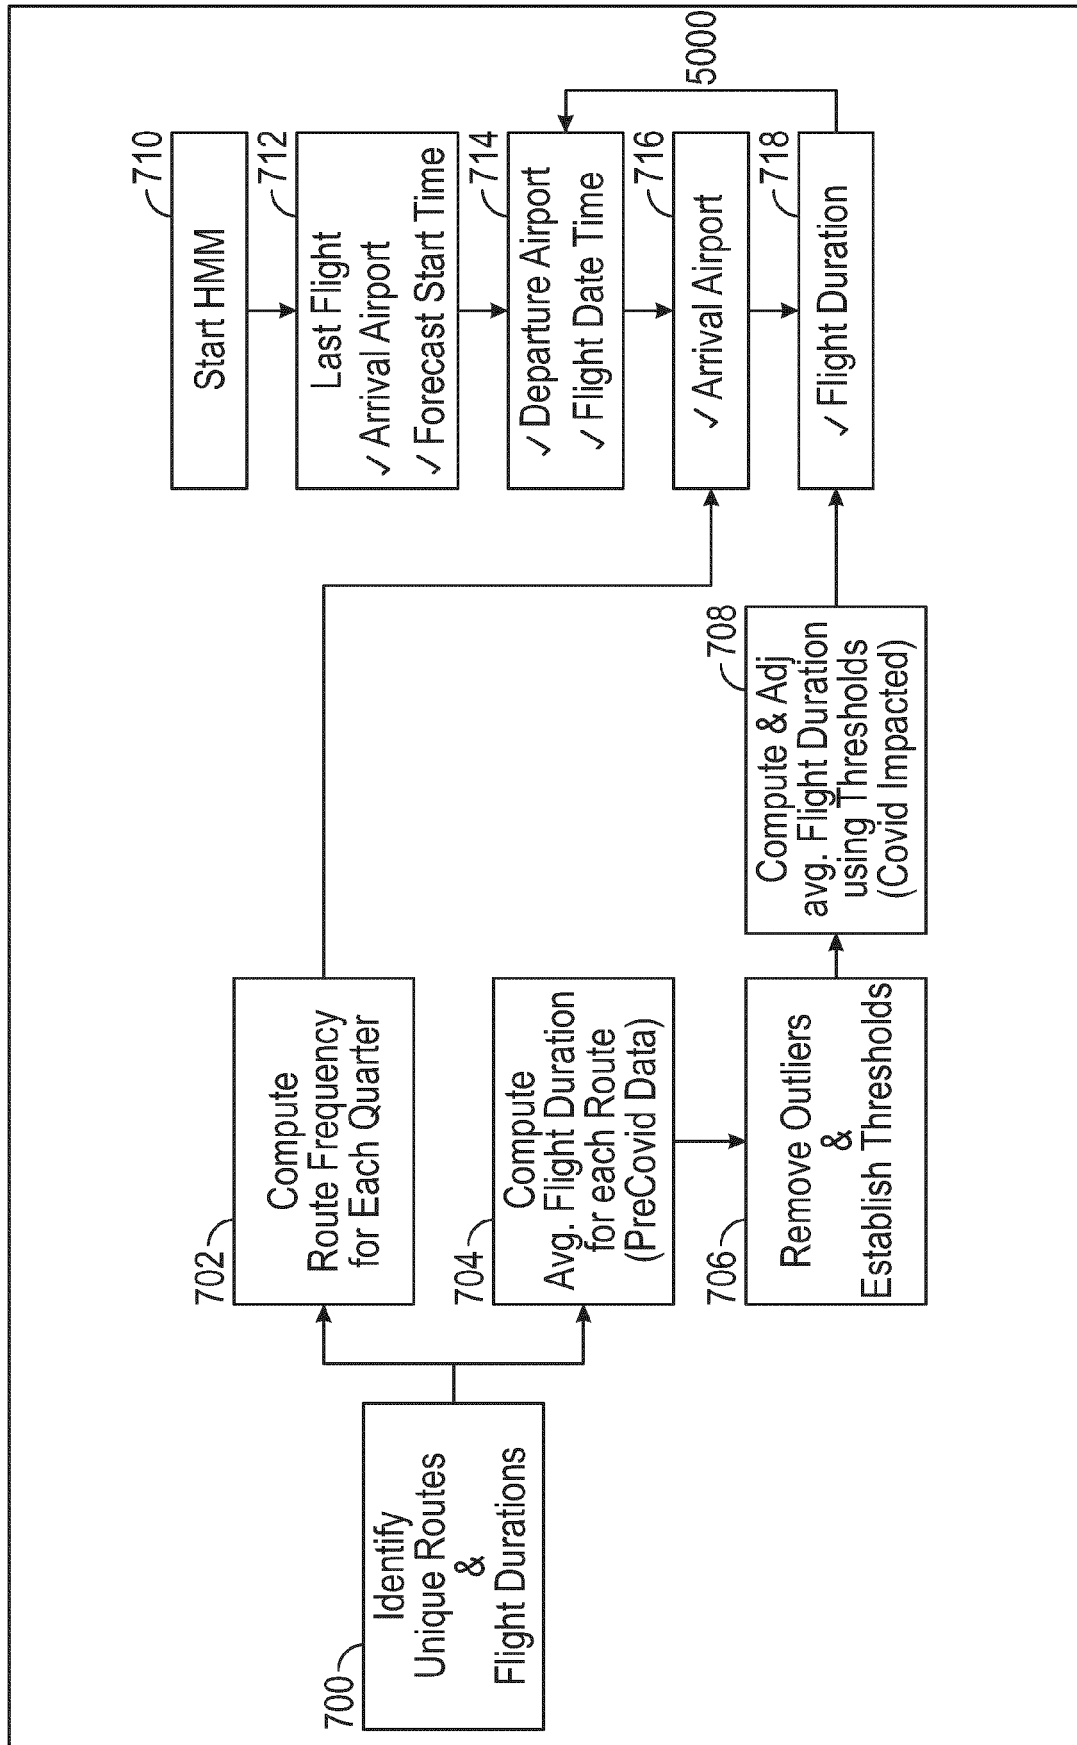 700
Identify
Unique Routes
&
Flight Durations
702
Compute
Route Frequency
for Each Quarter
704
Compute
Avg. Flight Duration
for each Route
(PreCovid Data)
706
Remove Outliers
&
Establish Thresholds
708
Compute & Adj
avg. Flight Duration
using Thresholds
(Covid Impacted)
710
Start HMM
712
Last Flight
✓ Arrival Airport
✓ Forecast Start Time
714
✓ Departure Airport
✓ Flight Date Time
716
✓ Arrival Airport
718
✓ Flight Duration
5000